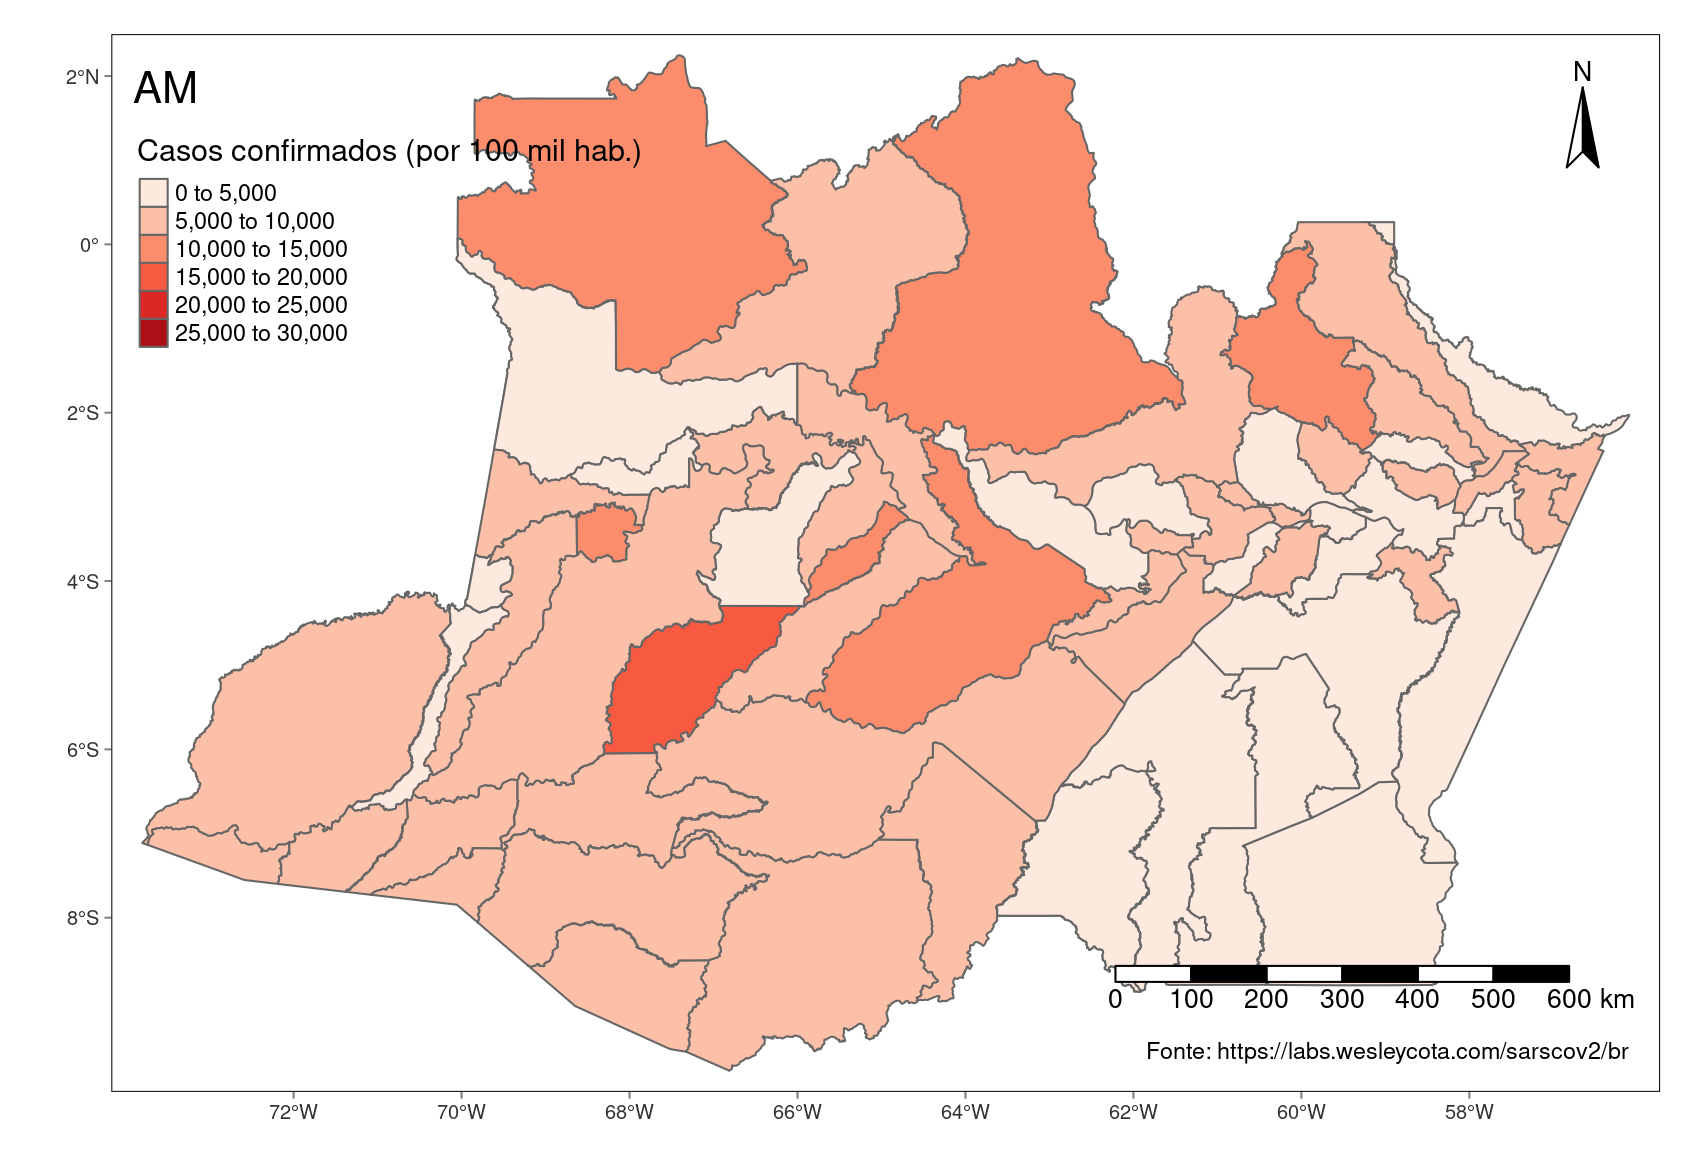 AM
N
Casos confirmados (por 100 mil hab.)
0 to 5,000
5,000 to 10,000
10,000 to 15,000
15,000 to 20,000
20,000 to 25,000
25,000 to 30,000
2°N
0°
2°S
4°S
6°S
8°S
0 100 200 300 400 500 600 km
Fonte: https://labs.wesleycota.com/sarscov2/br
72°W 70°W 68°W 66°W 64°W 62°W 60°W 58°W